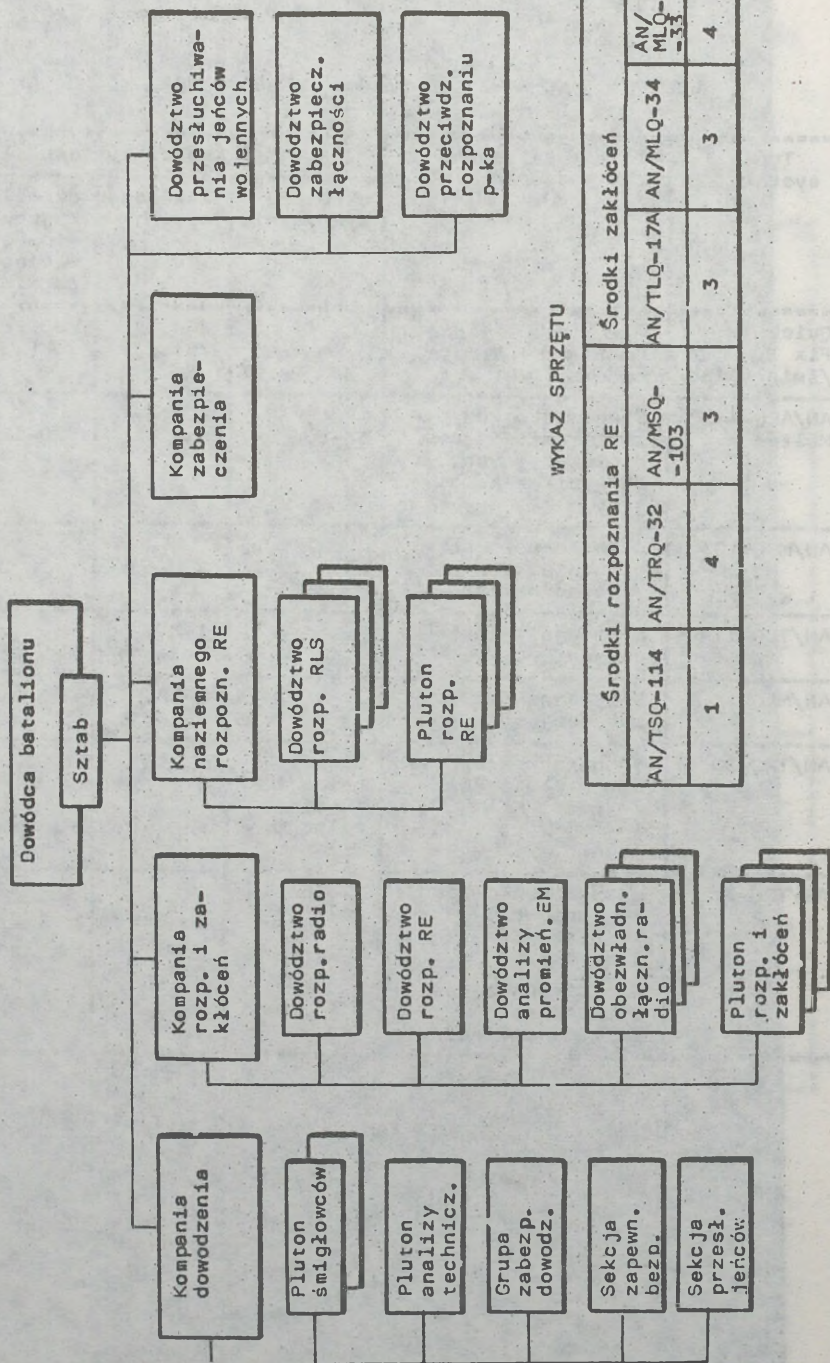 Dowódca batalionu
Sztab
Kompania
dowodzenia
Pluton
śmigłowców
Pluton
analizy
technicz.
Grupa
zabezp.
dowodz.
Sekcja
zapewn.
bezp.
Sekcja
przesł.
jeńców
Kompania
rozp. i za-
kłóceń
Dowództwo
rozp.radio
Dowództwo
rozp. RE
Dowództwo
analizy
promień.EM
Dowództwo
obezwładn.
łączn.ra-
dio
Pluton
rozp. i
zakłóceń
Kompania
naziemnego
rozpozn. RE
Dowództwo
rozp. RLS
Pluton
rozp.
RE
Kompania
zabezpie-
czenia
Dowództwo
przesłuchiwa-
nia jeńców
wojennych
Dowództwo
zabezpiecz.
łączności
Dowództwo
przeciwdz.
rozpoznaniu
p-ka
WYKAZ SPRZĘTU
Środki rozpoznania RE Środki zakłóceń
AN/TSQ-114 AN/TRQ-32 AN/MSQ-
-103 AN/TLQ-17A AN/MLQ-34 AN/
MLQ-
-33
1 4 3 3 3 4